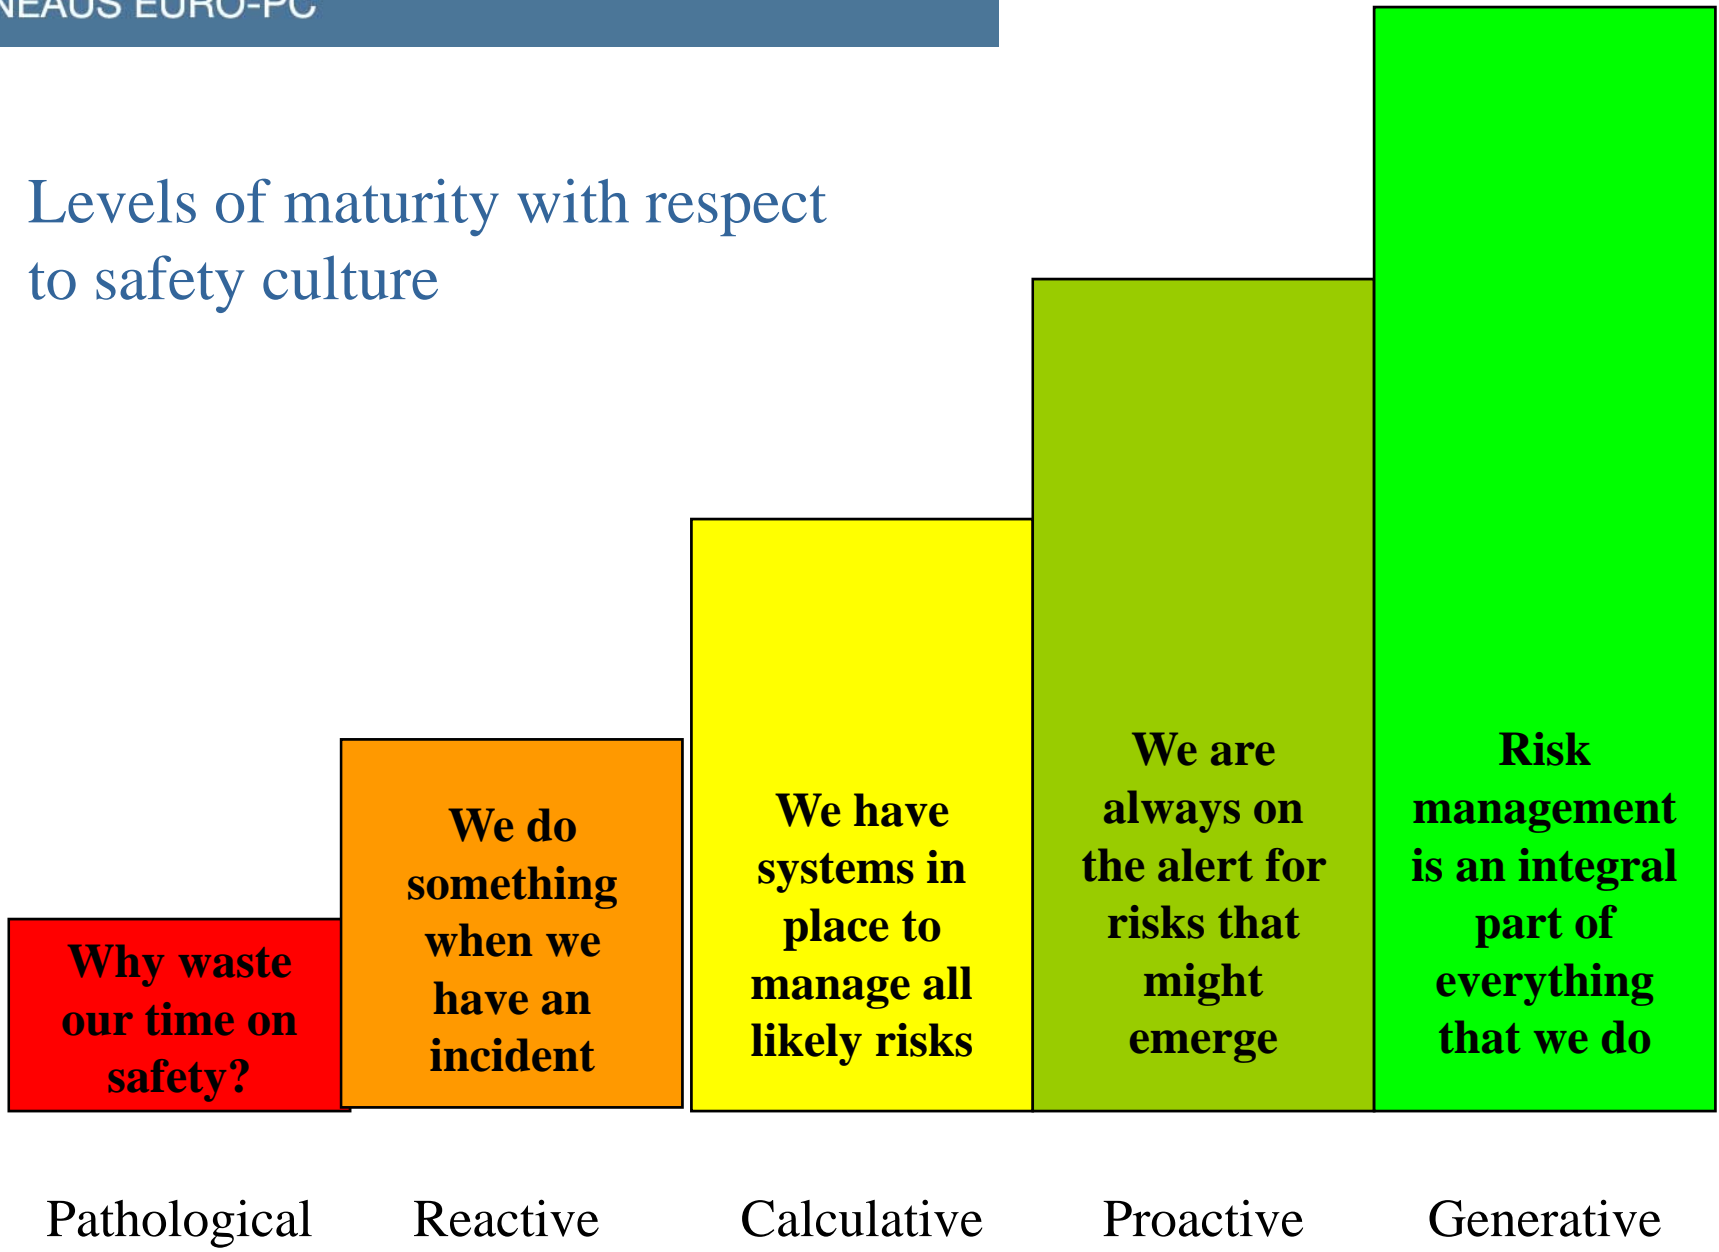 NEAUS EURO-PC
Levels of maturity with respect
to safety culture
Why waste
our time on
safety?
We do
something
when we
have an
incident
We have
systems in
place to
manage all
likely risks
We are
always on
the alert for
risks that
might
emerge
Risk
management
is an integral
part of
everything
that we do
Pathological
Reactive
Calculative
Proactive
Generative